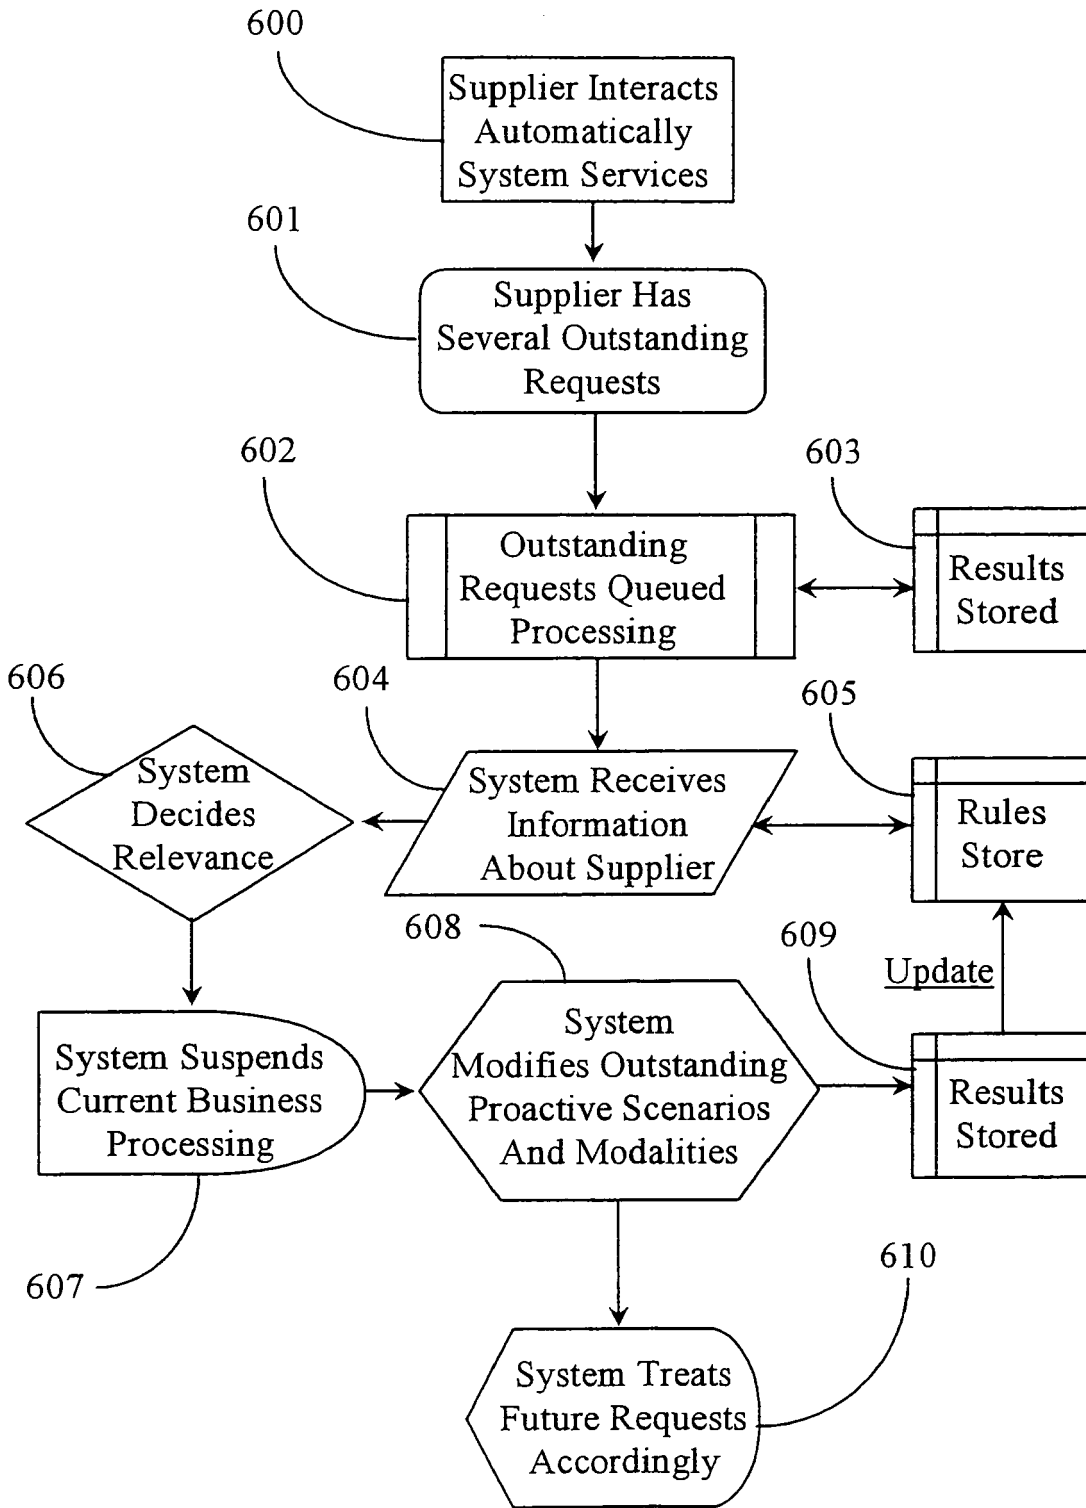 600
Supplier Interacts
Automatically
System Services
601
Supplier Has
Several Outstanding
Requests
602
Outstanding
Requests Queued
Processing
603
Results
Stored
606
System
Decides
Relevance
604
System Receives
Information
About Supplier
605
Rules
Store
607
System Suspends
Current Business
Processing
608
System
Modifies Outstanding
Proactive Scenarios
And Modalities
609
Update
Results
Stored
610
System Treats
Future Requests
Accordingly